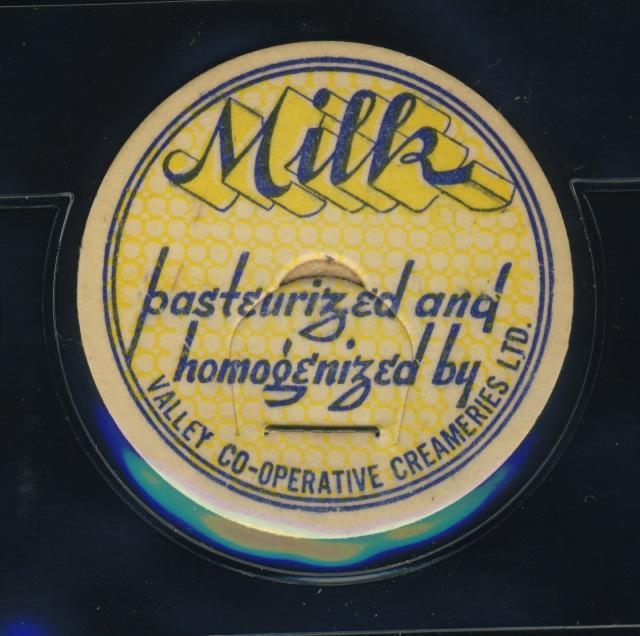 Milk
pasteurized and
homogenized by
VALLEY CO-OPERATIVE CREAMERIES LTD.